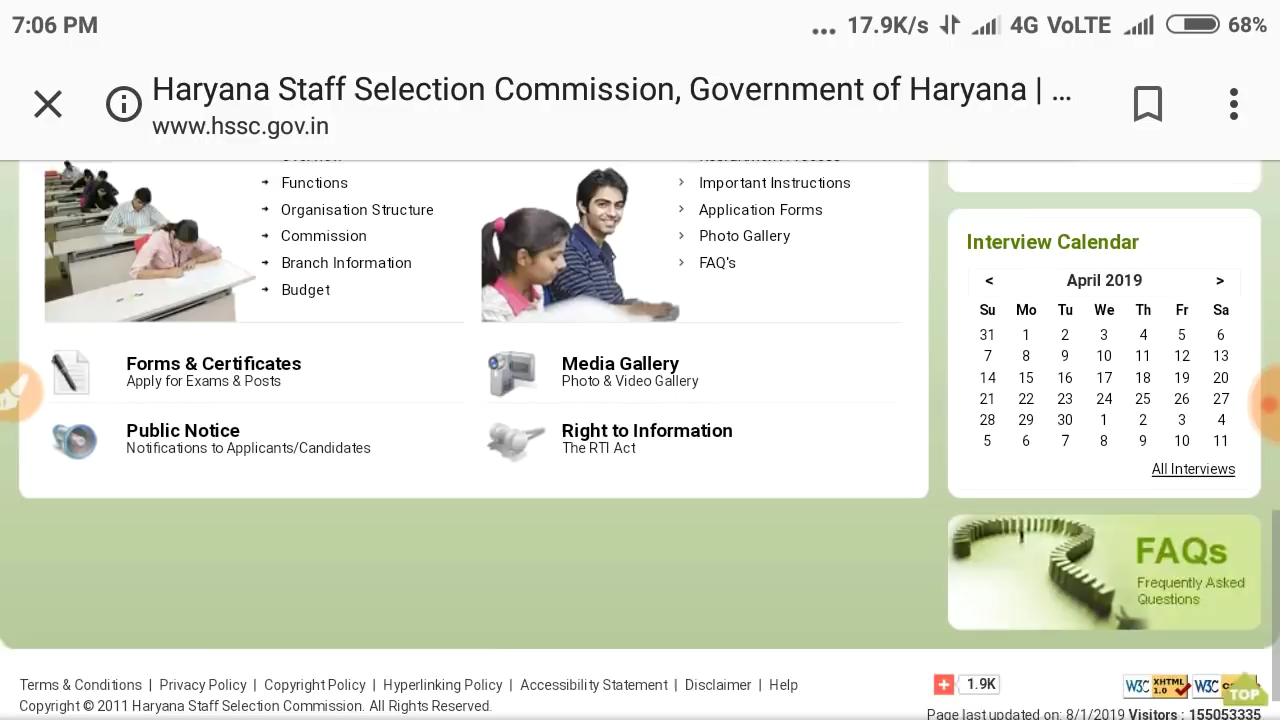 7:06 PM
... 17.9K/s 4G VoLTE 68%
Haryana Staff Selection Commission, Government of Haryana | ...
www.hssc.gov.in
Functions
Organisation Structure
Commission
Branch Information
Budget
Important Instructions
Application Forms
Photo Gallery
FAQ's
Forms & Certificates
Apply for Exams & Posts
Media Gallery
Photo & Video Gallery
Public Notice
Notifications to Applicants/Candidates
Right to Information
The RTI Act
Interview Calendar
< April 2019 >
Su Mo Tu We Th Fr Sa
31 1 2 3 4 5 6
7 8 9 10 11 12 13
14 15 16 17 18 19 20
21 22 23 24 25 26 27
28 29 30 1 2 3 4
5 6 7 8 9 10 11
All Interviews
FAQs
Frequently Asked
Questions
Terms & Conditions | Privacy Policy | Copyright Policy | Hyperlinking Policy | Accessibility Statement | Disclaimer | Help
Copyright © 2011 Haryana Staff Selection Commission. All Rights Reserved.
1.9K
W3C XHTML 1.0
W3C
TOP
Page last updated on: 8/1/2019 Visitors : 155053335